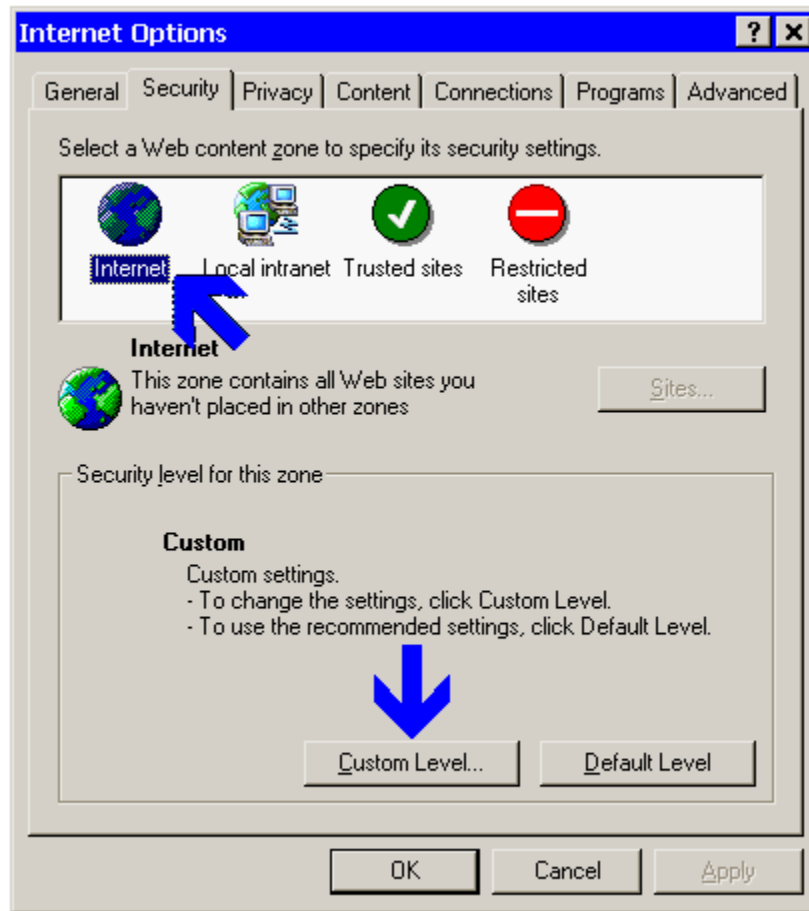 Internet Options
General Security Privacy Content Connections Programs Advanced
Select a Web content zone to specify its security settings.
Internet Local intranet Trusted sites Restricted
sites
Internet
This zone contains all Web sites you
haven't placed in other zones
Sites...
Security level for this zone
Custom
Custom settings.
- To change the settings, click Custom Level.
- To use the recommended settings, click Default Level.
Custom Level... Default Level
OK Cancel Apply